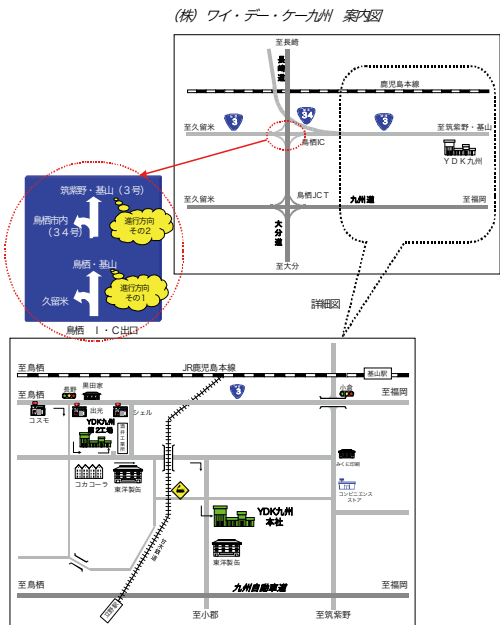 （株）ワイ・デー・ケー九州　案内図
至長崎
長崎道
鹿児島本線
3
34
3
至久留米
至筑紫野・基山
鳥栖IC
ＹＤＫ九州
鳥栖JCT
至久留米
九州道
至福岡
大分道
至大分
筑紫野・基山（３号）
鳥栖市内
（３４号）
進行方向
その２
鳥栖・基山
久留米
進行方向
その１
鳥栖　Ｉ・Ｃ出口
詳細図
至鳥栖
JR鹿児島本線
基山駅
3
至鳥栖
長野
黒田家
小倉
至福岡
コスモ
出光
シェル
YDK九州
第2工場
コカコーラ
東洋製缶
みくに印刷
コンビニエンス
ストア
YDK九州
本社
東洋製缶
至鳥栖
九州自動車道
至福岡
至小郡
至筑紫野